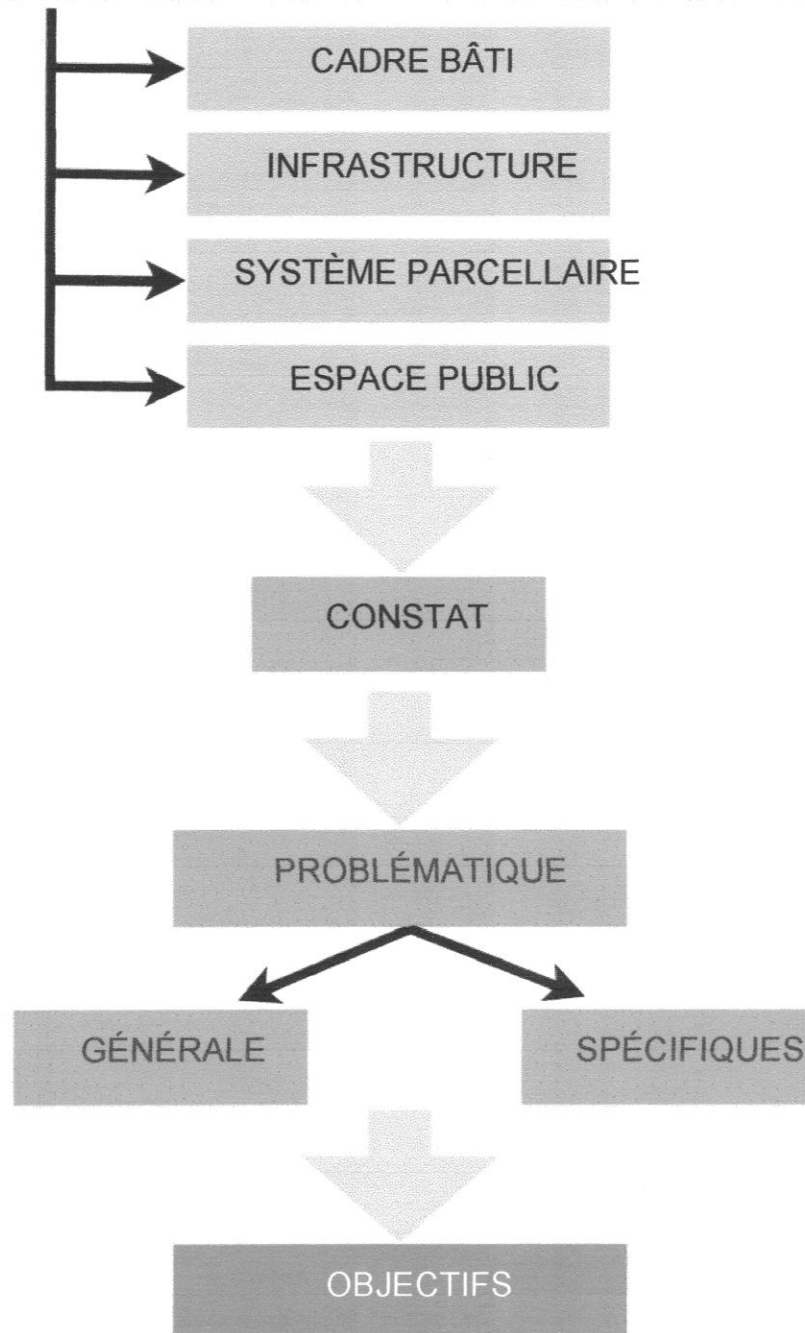 CADRE BÂTI
INFRASTRUCTURE
SYSTÈME PARCELLAIRE
ESPACE PUBLIC
CONSTAT
PROBLÉMATIQUE
GÉNÉRALE
SPÉCIFIQUES
OBJECTIFS